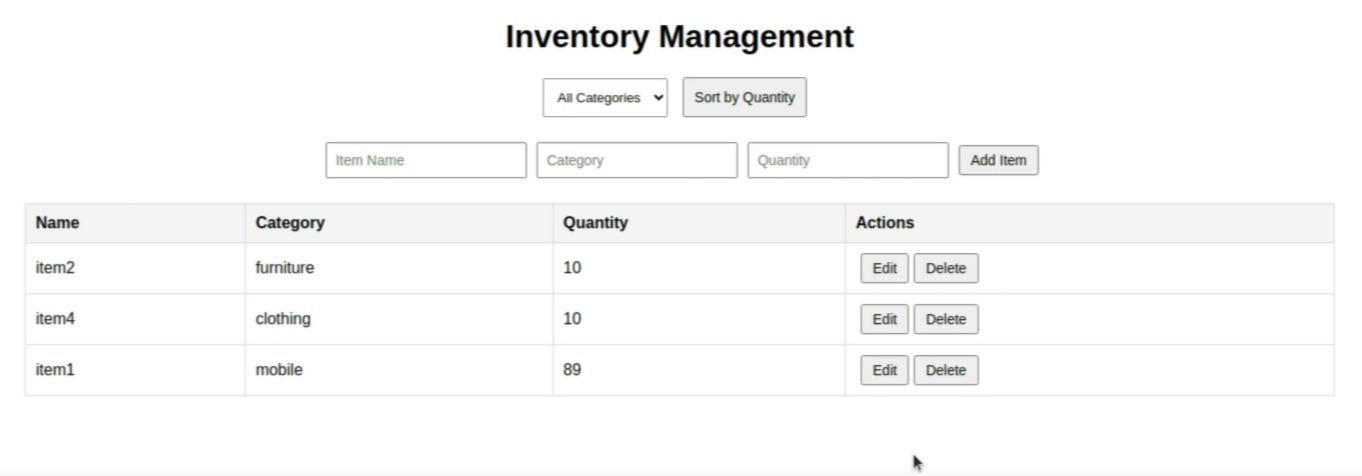 Inventory Management
All Categories Sort by Quantity
Item Name Category Quantity Add Item
Name Category Quantity Actions
item2 furniture 10 Edit Delete
item4 clothing 10 Edit Delete
item1 mobile 89 Edit Delete